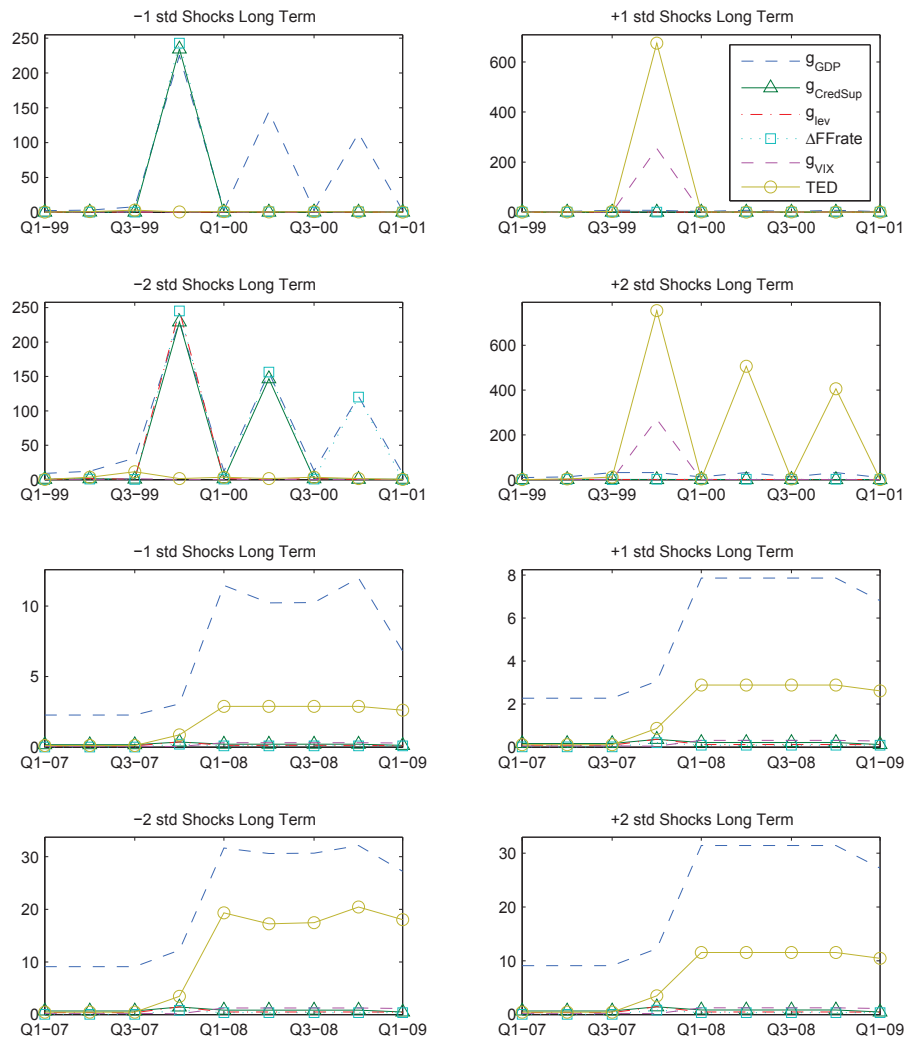 −1 std Shocks Long Term
250
200
150
100
50
0
Q1−99 Q3−99 Q1−00 Q3−00 Q1−01
+1 std Shocks Long Term
600
400
200
0
Q1−99 Q3−99 Q1−00 Q3−00 Q1−01
g_GDP
g_CredSup
g_lev
ΔFFrate
g_VIX
TED
−2 std Shocks Long Term
250
200
150
100
50
0
Q1−99 Q3−99 Q1−00 Q3−00 Q1−01
+2 std Shocks Long Term
600
400
200
0
Q1−99 Q3−99 Q1−00 Q3−00 Q1−01
−1 std Shocks Long Term
10
5
0
Q1−07 Q3−07 Q1−08 Q3−08 Q1−09
+1 std Shocks Long Term
8
6
4
2
0
Q1−07 Q3−07 Q1−08 Q3−08 Q1−09
−2 std Shocks Long Term
30
20
10
0
Q1−07 Q3−07 Q1−08 Q3−08 Q1−09
+2 std Shocks Long Term
30
20
10
0
Q1−07 Q3−07 Q1−08 Q3−08 Q1−09